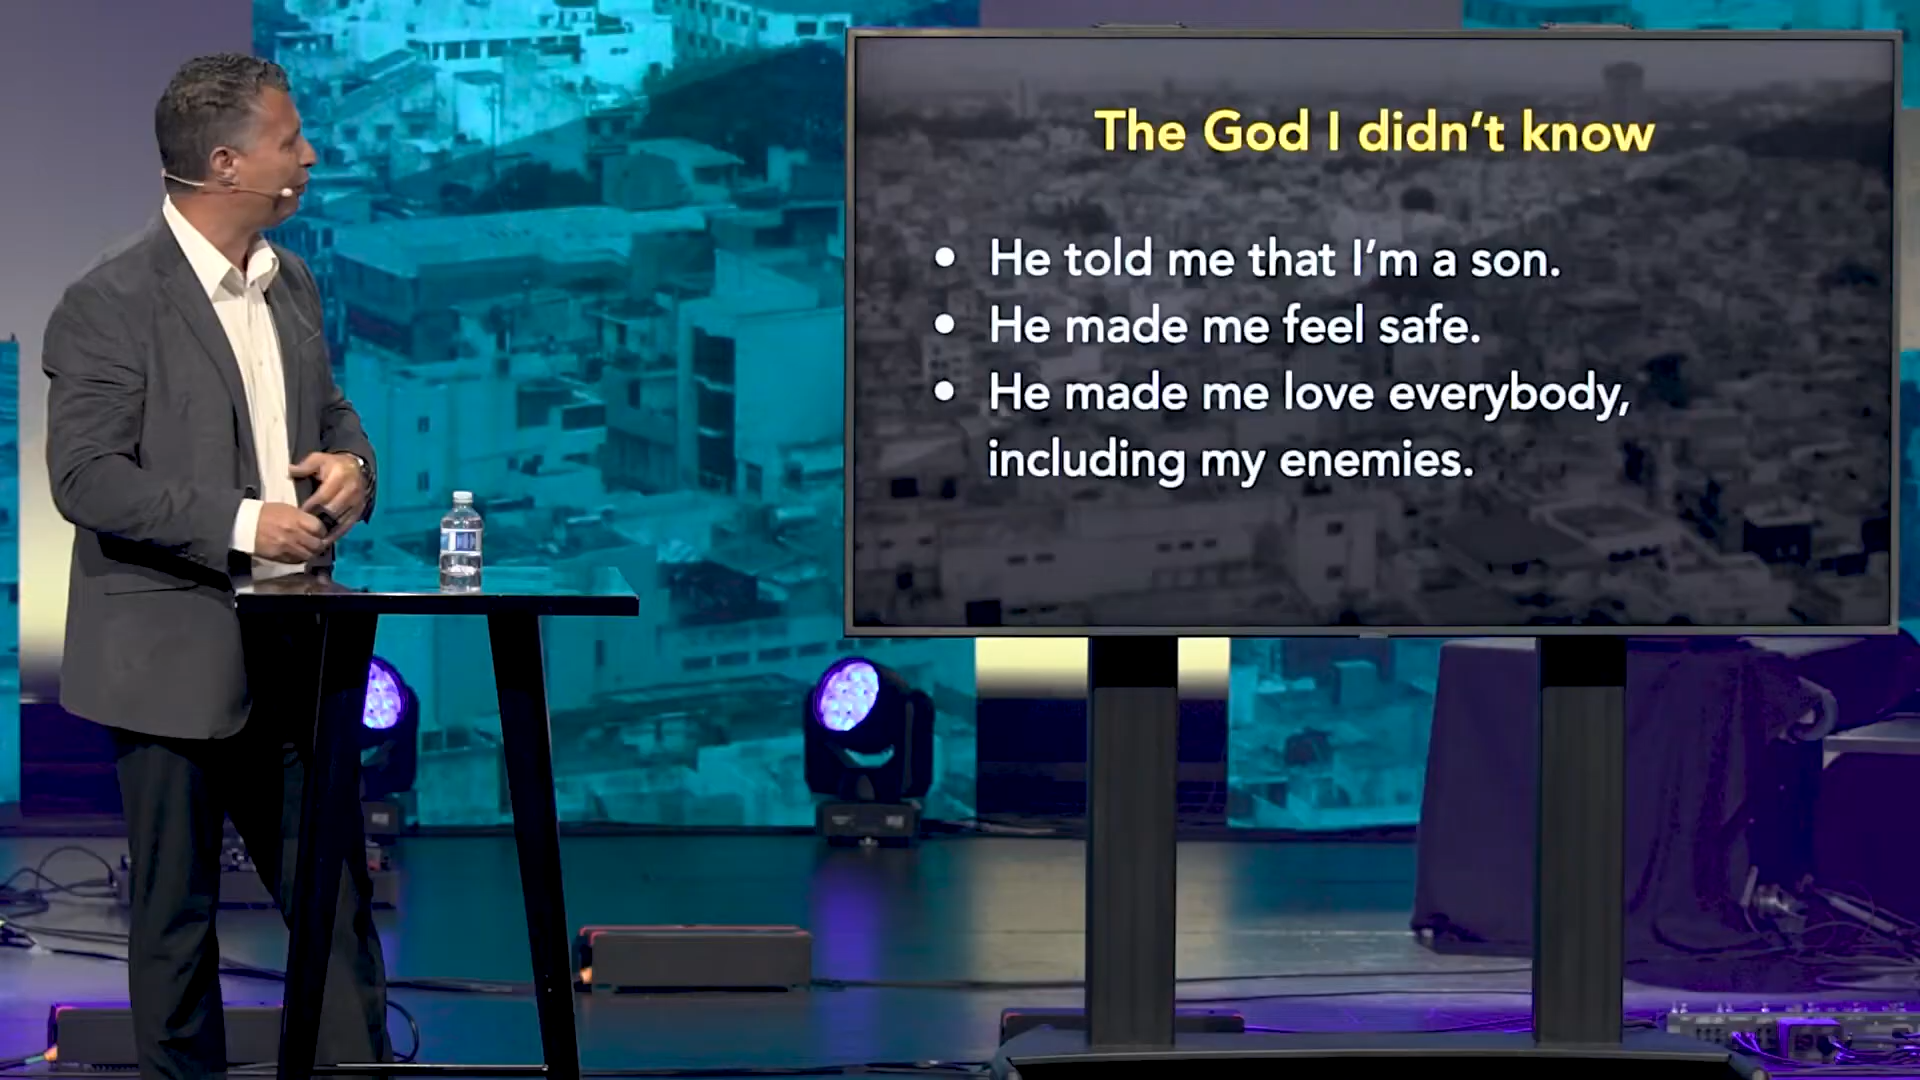 The God I didn't know
• He told me that I'm a son.
• He made me feel safe.
• He made me love everybody,
including my enemies.